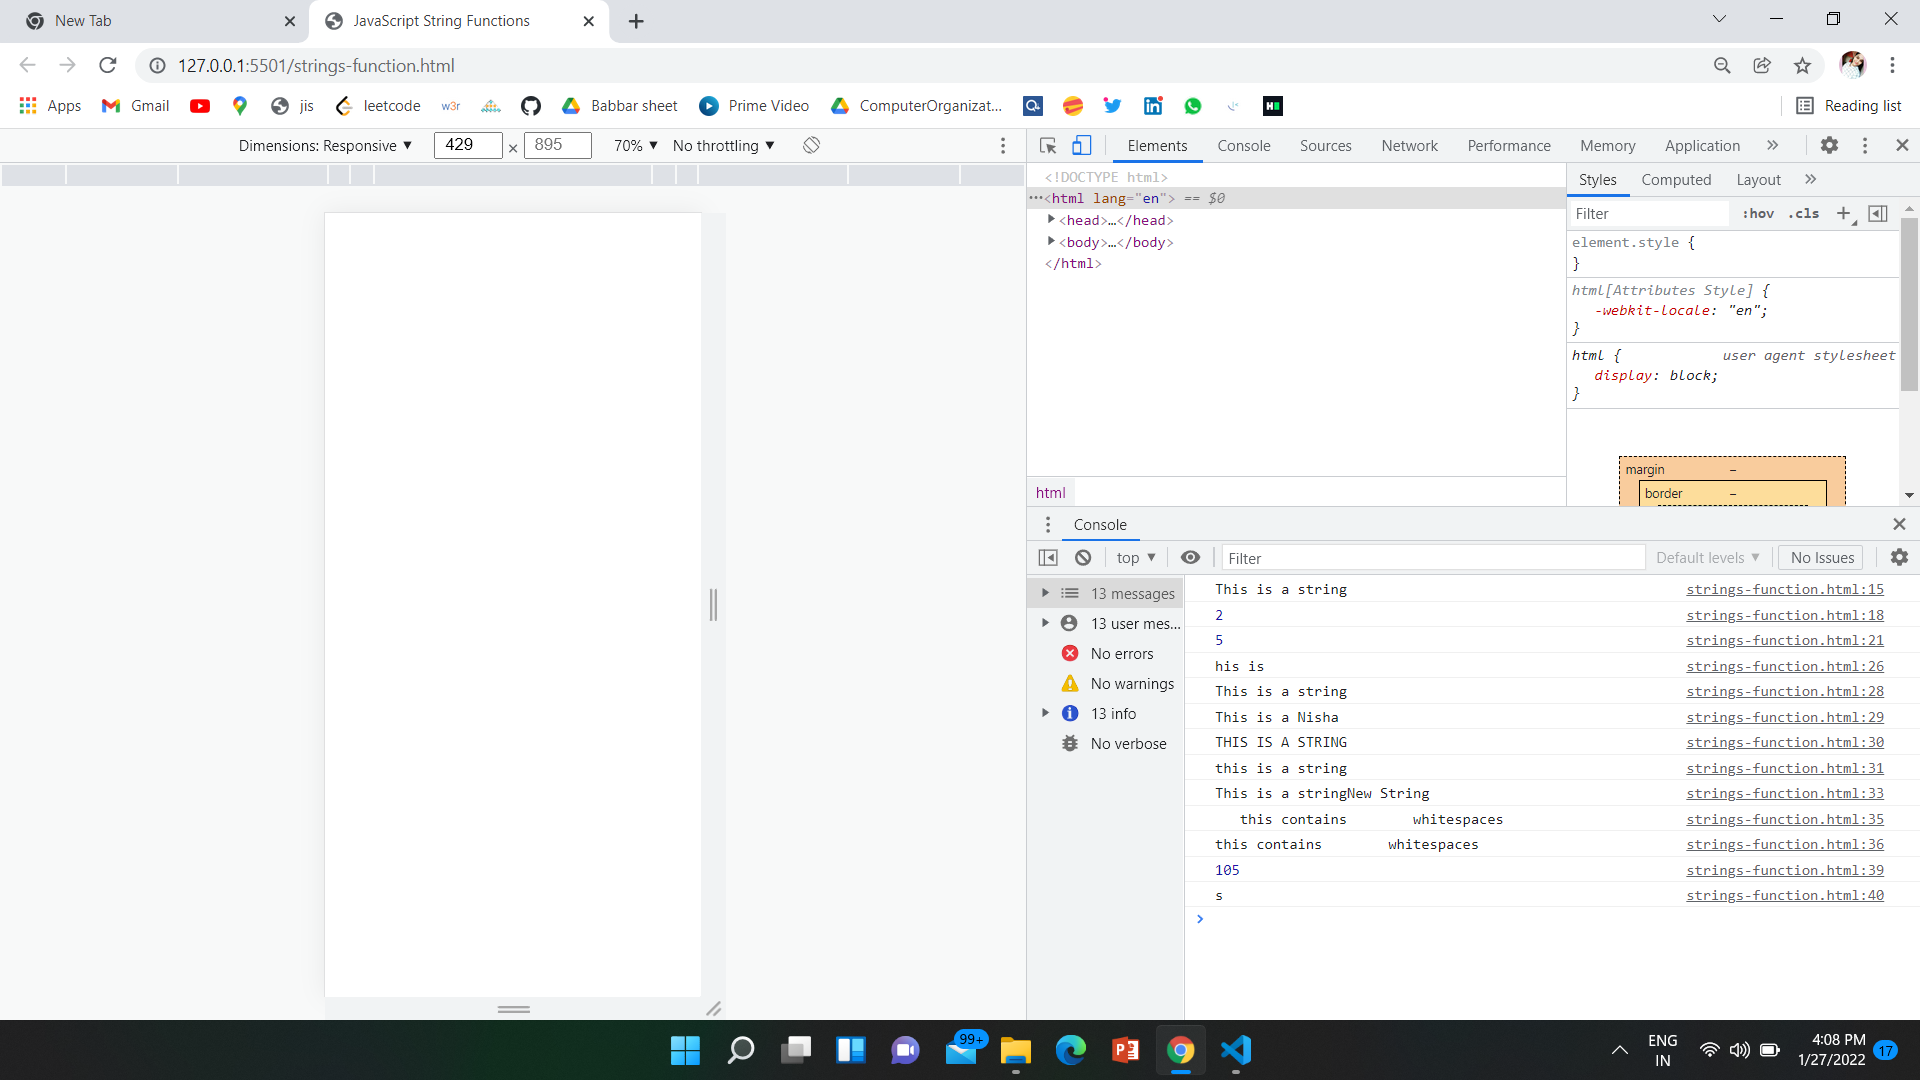 New Tab
JavaScript String Functions
127.0.0.1:5501/strings-function.html
Apps
Gmail
jis
leetcode
w3r
Babbar sheet
Prime Video
ComputerOrganizat...
Reading list
Dimensions: Responsive
429 × 895
70%
No throttling
Elements
Console
Sources
Network
Performance
Memory
Application
<!DOCTYPE html>
<html lang="en"> == $0
<head>…</head>
<body>…</body>
</html>
html
Styles
Computed
Layout
Filter
:hov .cls
element.style {
}
html[Attributes Style] {
-webkit-locale: "en";
}
html { user agent stylesheet
display: block;
}
margin –
border –
Console
top
Filter
Default levels
No Issues
13 messages
13 user mes...
No errors
No warnings
13 info
No verbose
This is a string strings-function.html:15
2 strings-function.html:18
5 strings-function.html:21
his is strings-function.html:26
This is a string strings-function.html:28
This is a Nisha strings-function.html:29
THIS IS A STRING strings-function.html:30
this is a string strings-function.html:31
This is a stringNew String strings-function.html:33
this contains        whitespaces strings-function.html:35
this contains        whitespaces strings-function.html:36
105 strings-function.html:39
s strings-function.html:40
99+
ENG
IN
4:08 PM
1/27/2022
17